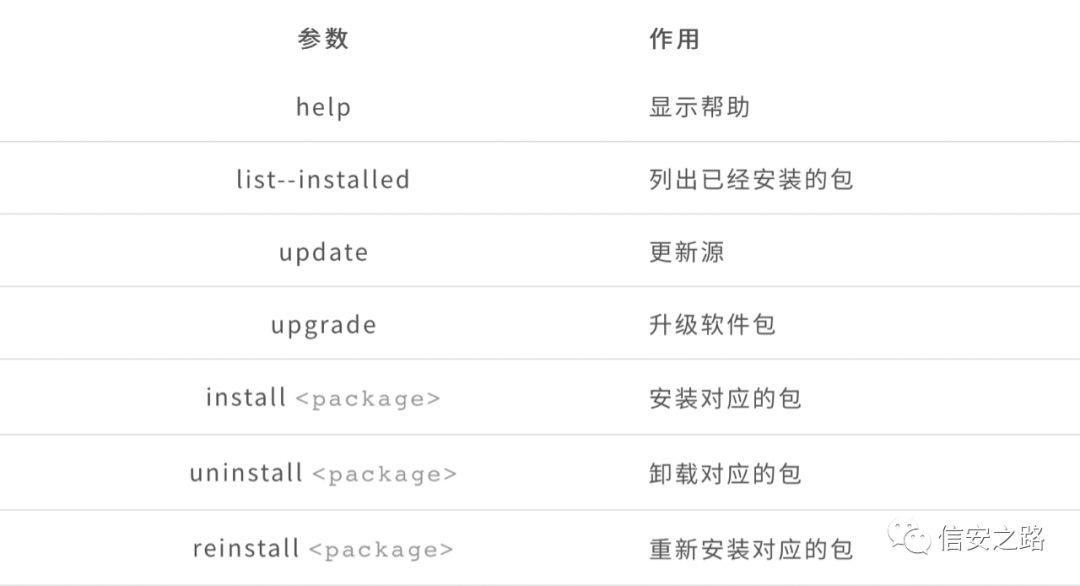 参数 作用
help 显示帮助
list--installed 列出已经安装的包
update 更新源
upgrade 升级软件包
install <package> 安装对应的包
uninstall <package> 卸载对应的包
reinstall <package> 重新安装对应的包
信安之路